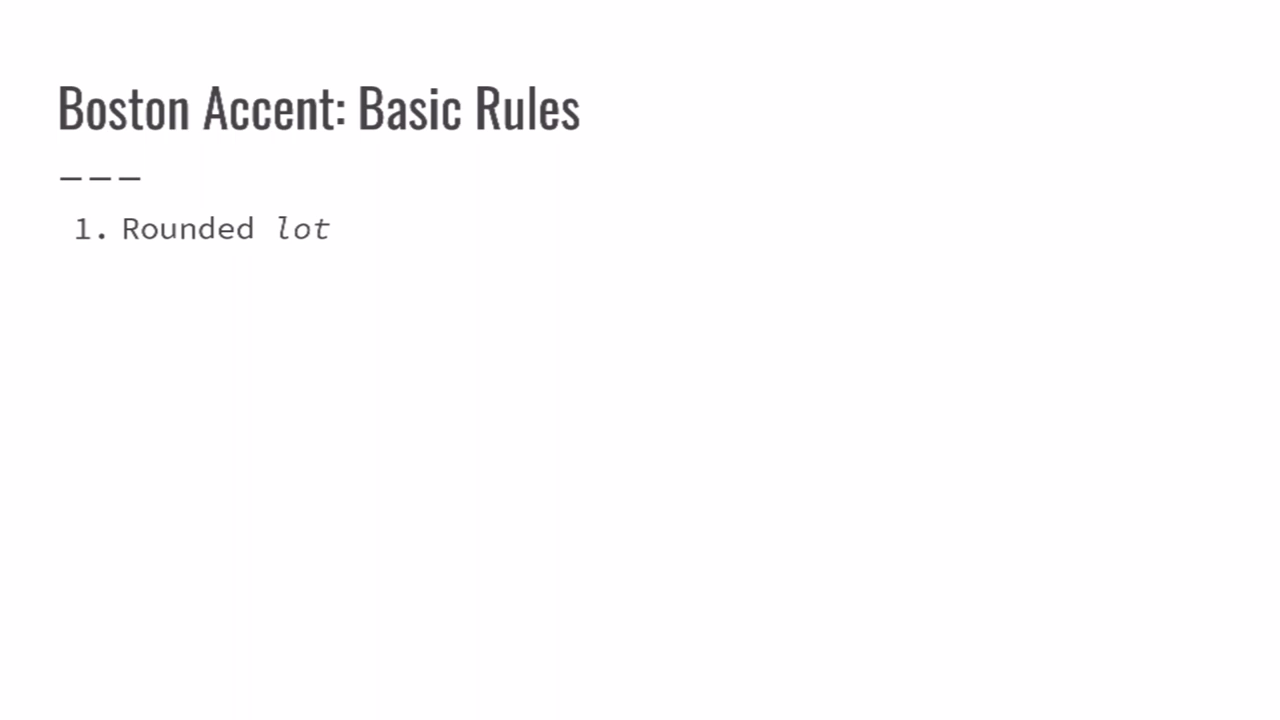 Boston Accent: Basic Rules
———
1. Rounded lot